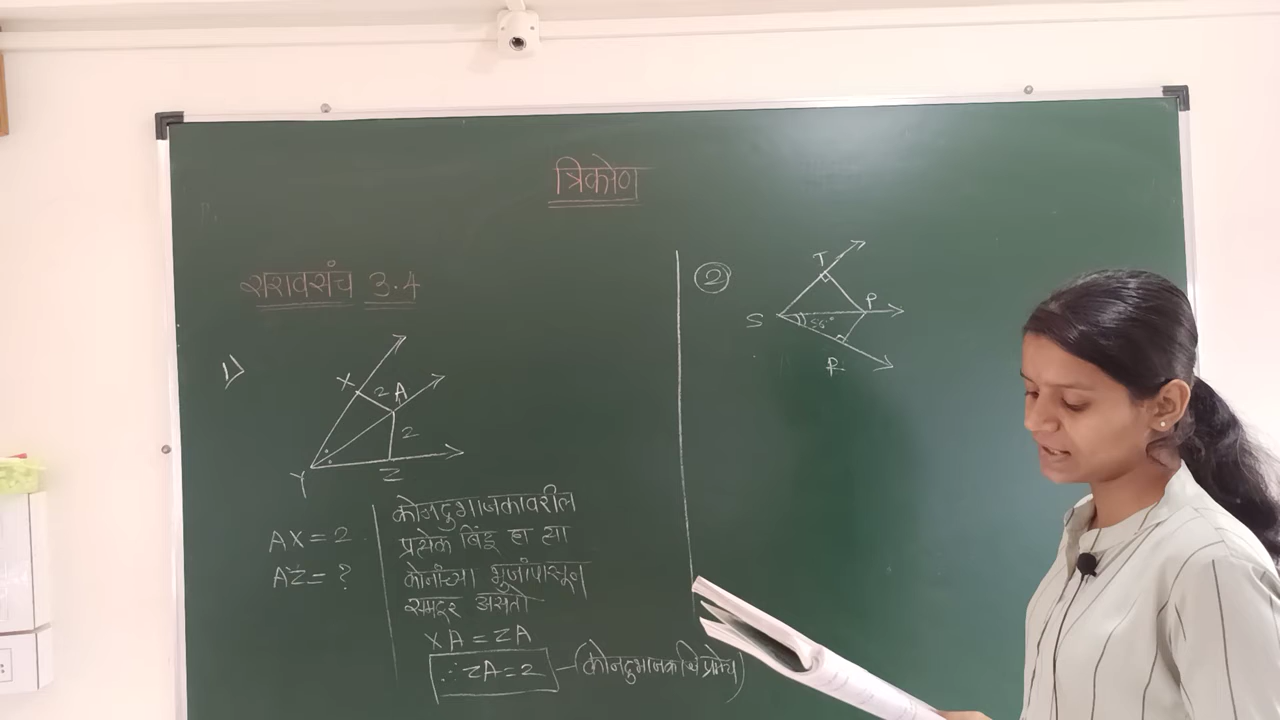 त्रिकोण
सरावसंच 3.4
1)
X
2
A
2
Y
Z
AX = 2
AZ = ?
कोनदुभाजकावरील
प्रत्येक बिंदू हा त्या
कोनाच्या भुजांपासून
समदूर असतो
XA = ZA
∴ ZA = 2 – (कोनदुभाजकाचे प्रमेय)
2
T
P
S
56°
R